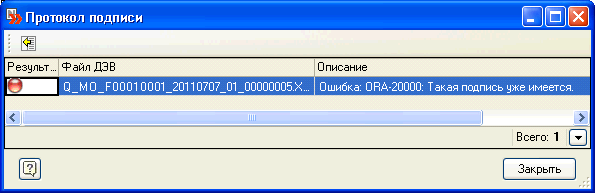 Протокол подписи
Результ... Файл ДЭВ Описание
Q_MO_F00010001_20110707_01_00000005.X... Ошибка: ORA-20000: Такая подпись уже имеется.
Всего: 1
? Закрыть